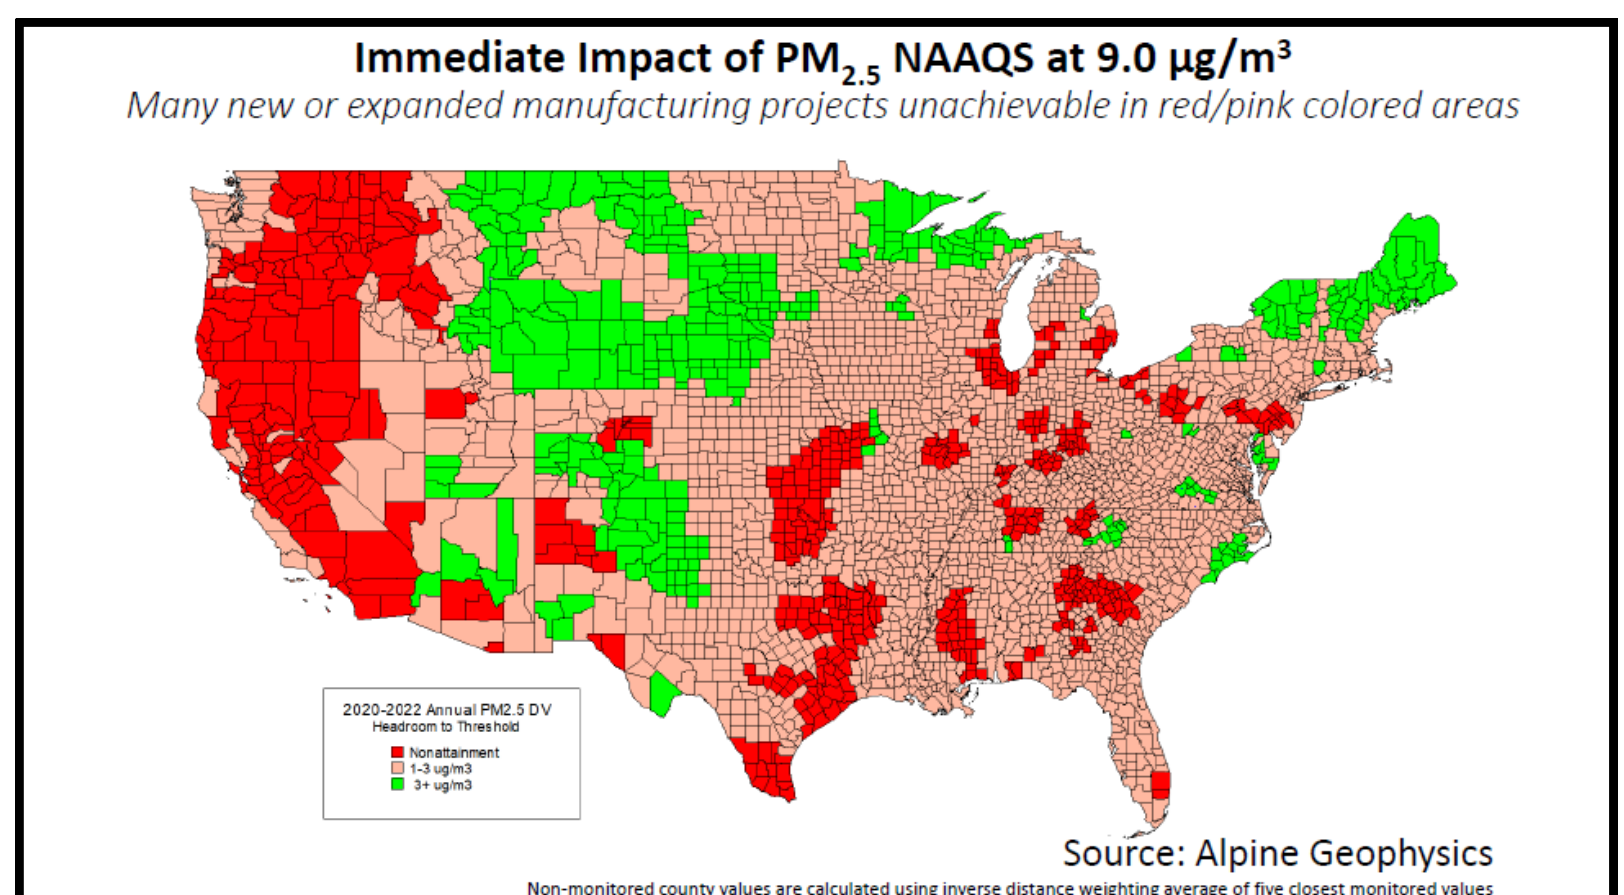 Immediate Impact of PM2.5 NAAQS at 9.0 µg/m³
Many new or expanded manufacturing projects unachievable in red/pink colored areas
2020-2022 Annual PM2.5 DV
Headroom to Threshold
Nonattainment
1-3 ug/m3
3+ ug/m3
Source: Alpine Geophysics
Non-monitored county values are calculated using inverse distance weighting average of five closest monitored values